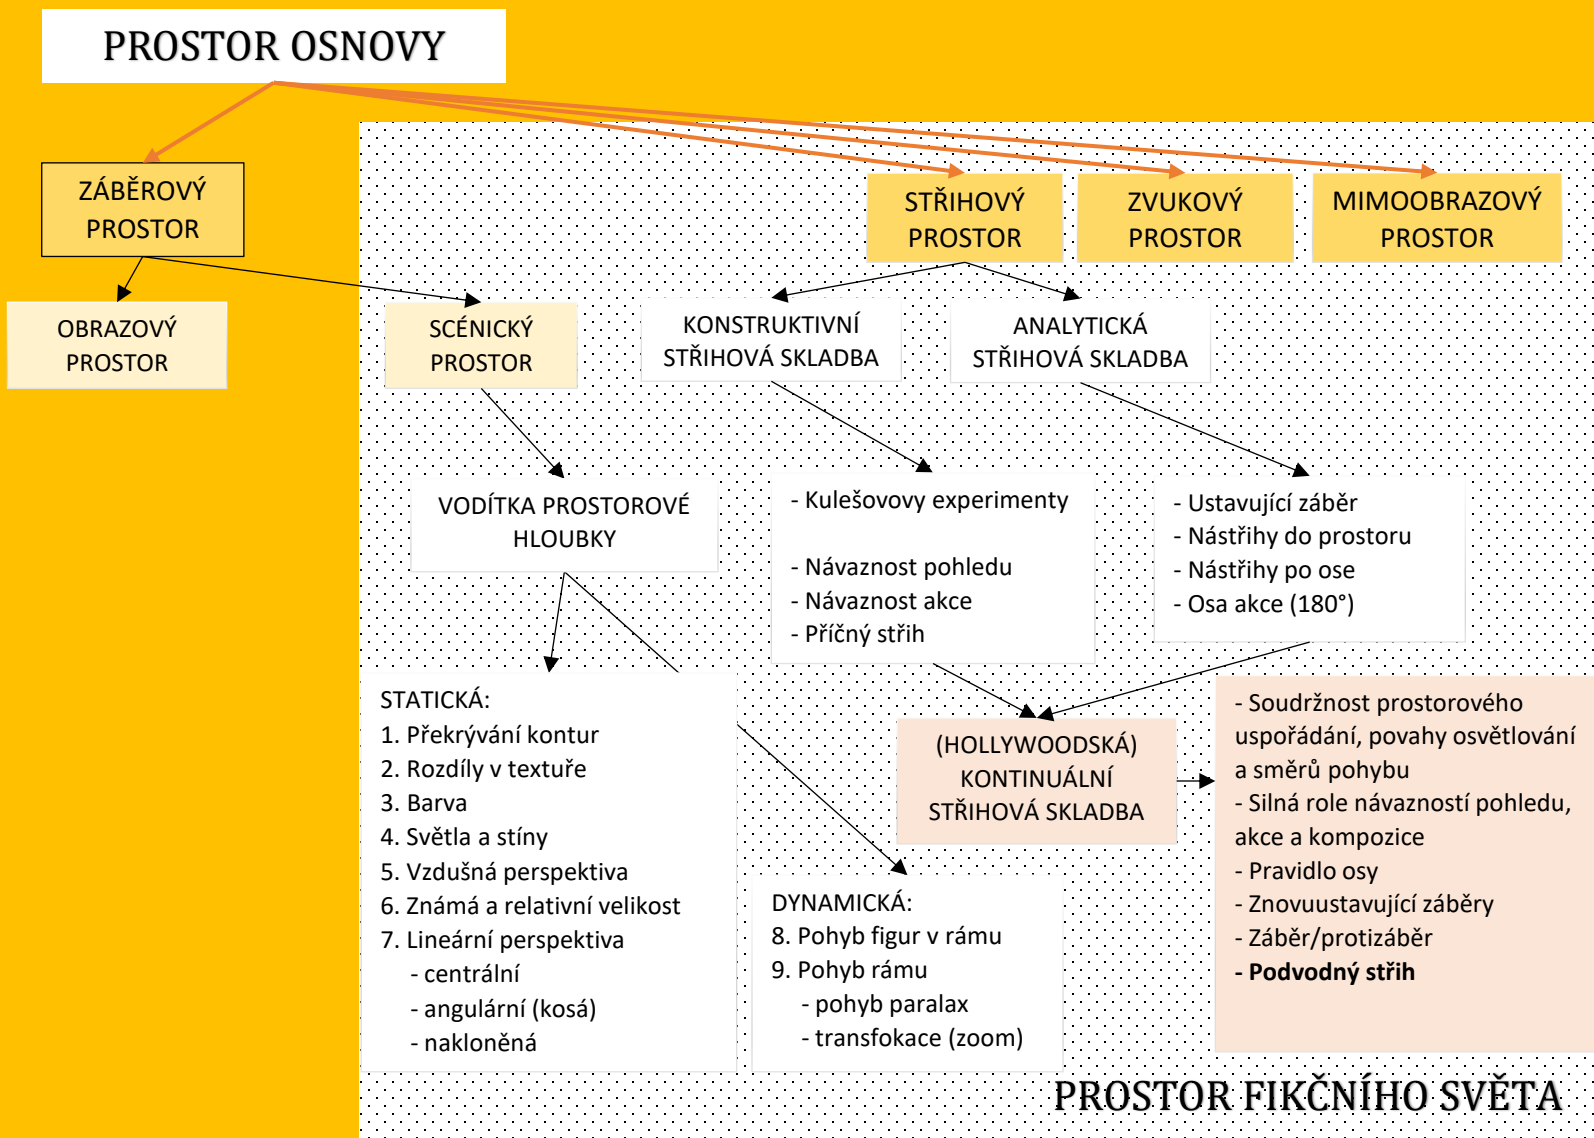 PROSTOR OSNOVY
ZÁBĚROVÝ
PROSTOR
STŘIHOVÝ
PROSTOR
ZVUKOVÝ
PROSTOR
MIMOOBRAZOVÝ
PROSTOR
OBRAZOVÝ
PROSTOR
SCÉNICKÝ
PROSTOR
KONSTRUKTIVNÍ
STŘIHOVÁ SKLADBA
ANALYTICKÁ
STŘIHOVÁ SKLADBA
VODÍTKA PROSTOROVÉ
HLOUBKY
- Kulešovovy experimenty
- Návaznost pohledu
- Návaznost akce
- Příčný střih
- Ustavující záběr
- Nástřihy do prostoru
- Nástřihy po ose
- Osa akce (180°)
STATICKÁ:
1. Překrývání kontur
2. Rozdíly v textuře
3. Barva
4. Světla a stíny
5. Vzdušná perspektiva
6. Známá a relativní velikost
7. Lineární perspektiva
- centrální
- angulární (kosá)
- nakloněná
DYNAMICKÁ:
8. Pohyb figur v rámu
9. Pohyb rámu
- pohyb paralax
- transfokace (zoom)
(HOLLYWOODSKÁ)
KONTINUÁLNÍ
STŘIHOVÁ SKLADBA
- Soudržnost prostorového
uspořádání, povahy osvětlování
a směrů pohybu
- Silná role návazností pohledu,
akce a kompozice
- Pravidlo osy
- Znovuustavující záběry
- Záběr/protizáběr
- Podvodný střih
PROSTOR FIKČNÍHO SVĚTA